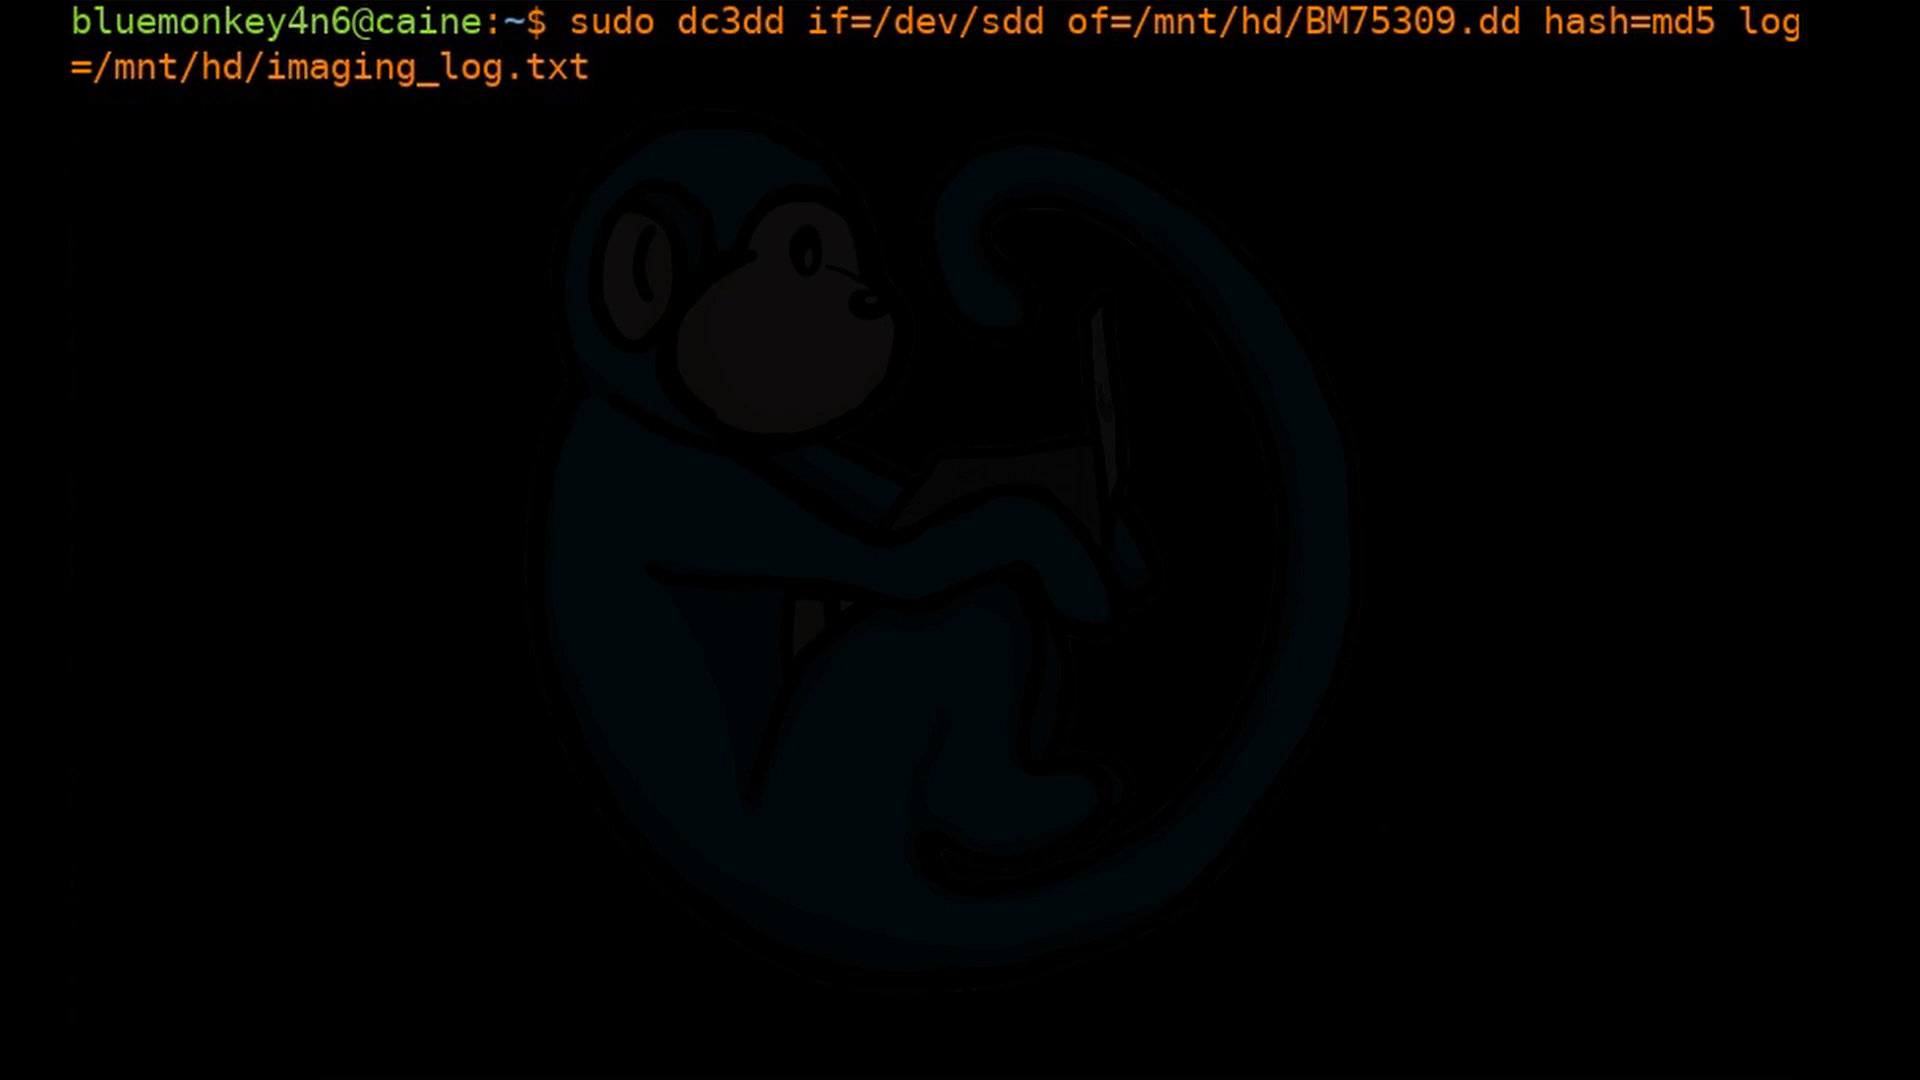 bluemonkey4n6@caine:~$ sudo dc3dd if=/dev/sdd of=/mnt/hd/BM75309.dd hash=md5 log
=/mnt/hd/imaging_log.txt